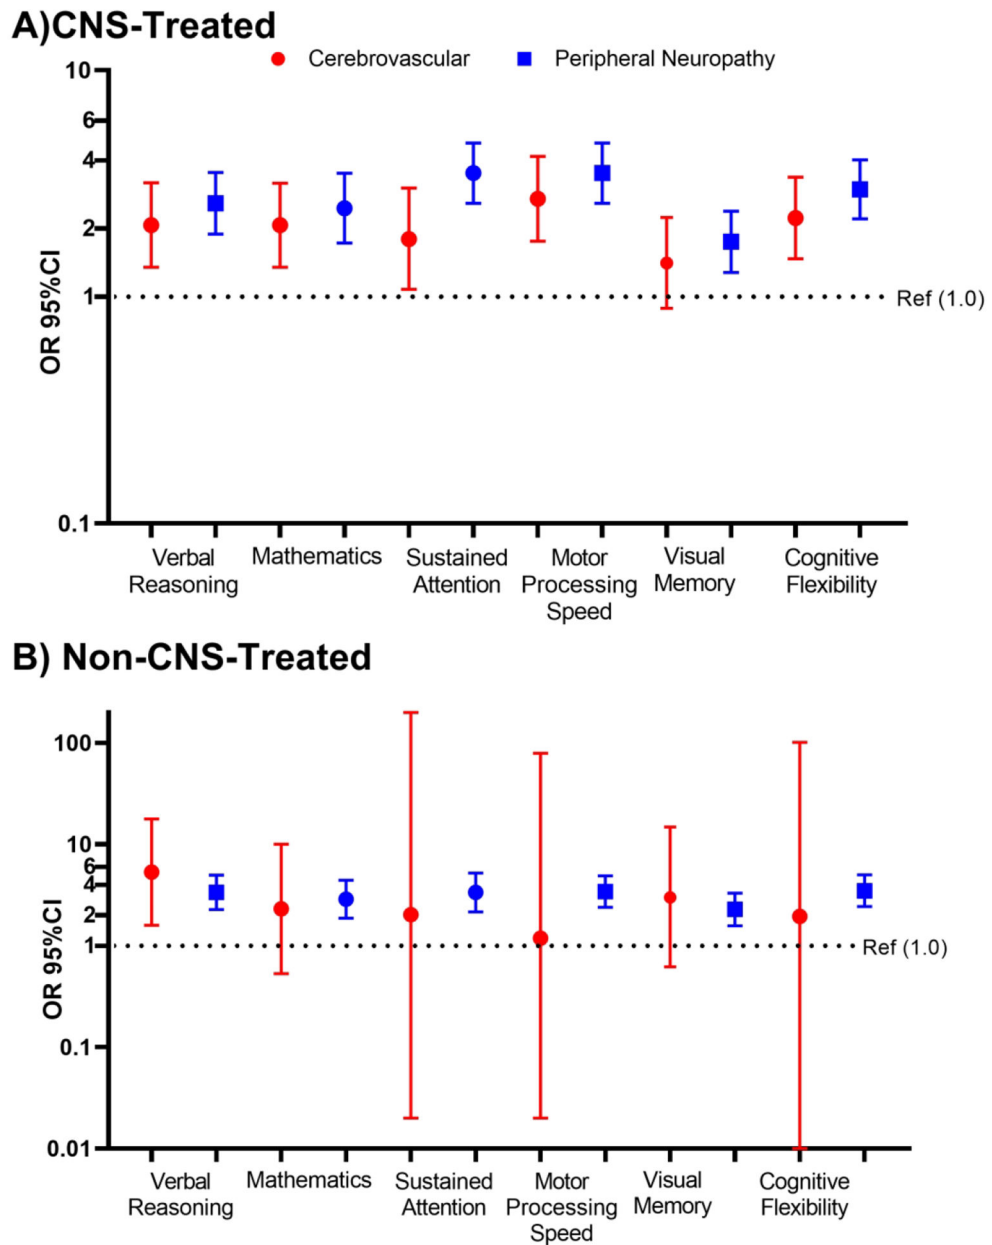 A)CNS-Treated
Cerebrovascular
Peripheral Neuropathy
10
6
4
2
1
0.1
OR 95%CI
Ref (1.0)
Verbal Reasoning
Mathematics
Sustained Attention
Motor Processing Speed
Visual Memory
Cognitive Flexibility
B) Non-CNS-Treated
100
10
6
4
2
1
0.1
0.01
OR 95%CI
Ref (1.0)
Verbal Reasoning
Mathematics
Sustained Attention
Motor Processing Speed
Visual Memory
Cognitive Flexibility